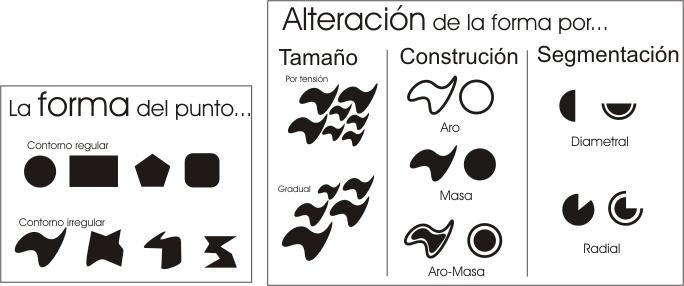 La forma del punto...
Contorno regular
Contorno irregular
Alteración de la forma por...
Tamaño
Por tensión
Gradual
Construción
Aro
Masa
Aro-Masa
Segmentación
Diametral
Radial